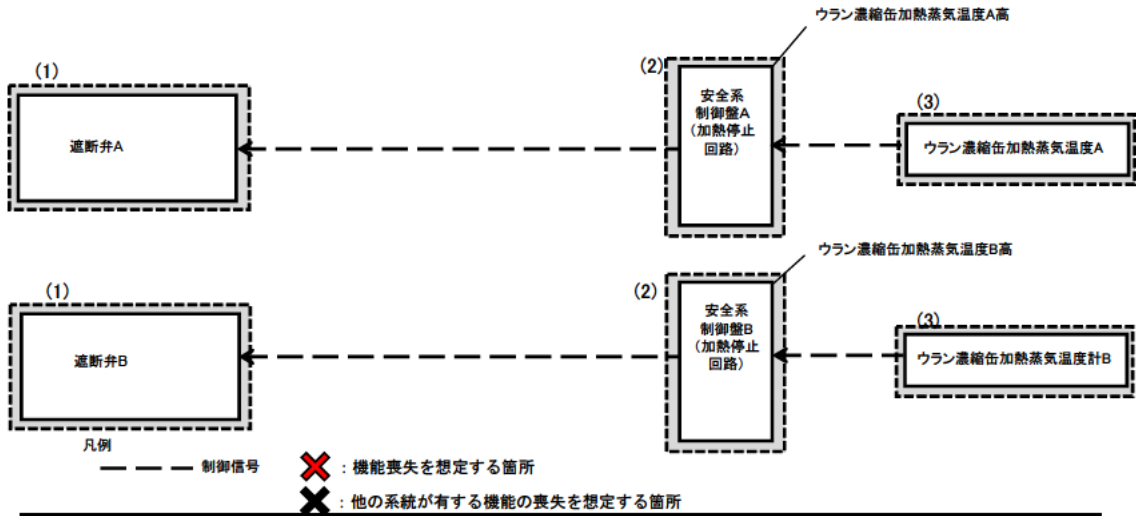 ウラン濃縮缶加熱蒸気温度A高
(1)
(2)
安全系
制御盤A
(加熱停止
回路)
(3)
遮断弁A
ウラン濃縮缶加熱蒸気温度A
ウラン濃縮缶加熱蒸気温度B高
(1)
(2)
安全系
制御盤B
(加熱停止
回路)
(3)
遮断弁B
ウラン濃縮缶加熱蒸気温度計B
凡例
制御信号
:機能喪失を想定する箇所
:他の系統が有する機能の喪失を想定する箇所